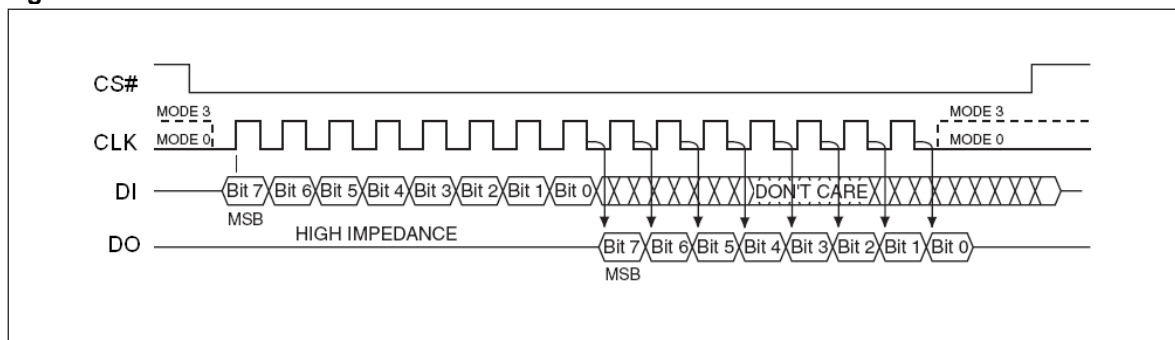 CS#
MODE 3 MODE 3
CLK MODE 0 MODE 0
DI Bit 7 Bit 6 Bit 5 Bit 4 Bit 3 Bit 2 Bit 1 Bit 0 DON'T CARE
MSB
HIGH IMPEDANCE
DO Bit 7 Bit 6 Bit 5 Bit 4 Bit 3 Bit 2 Bit 1 Bit 0
MSB